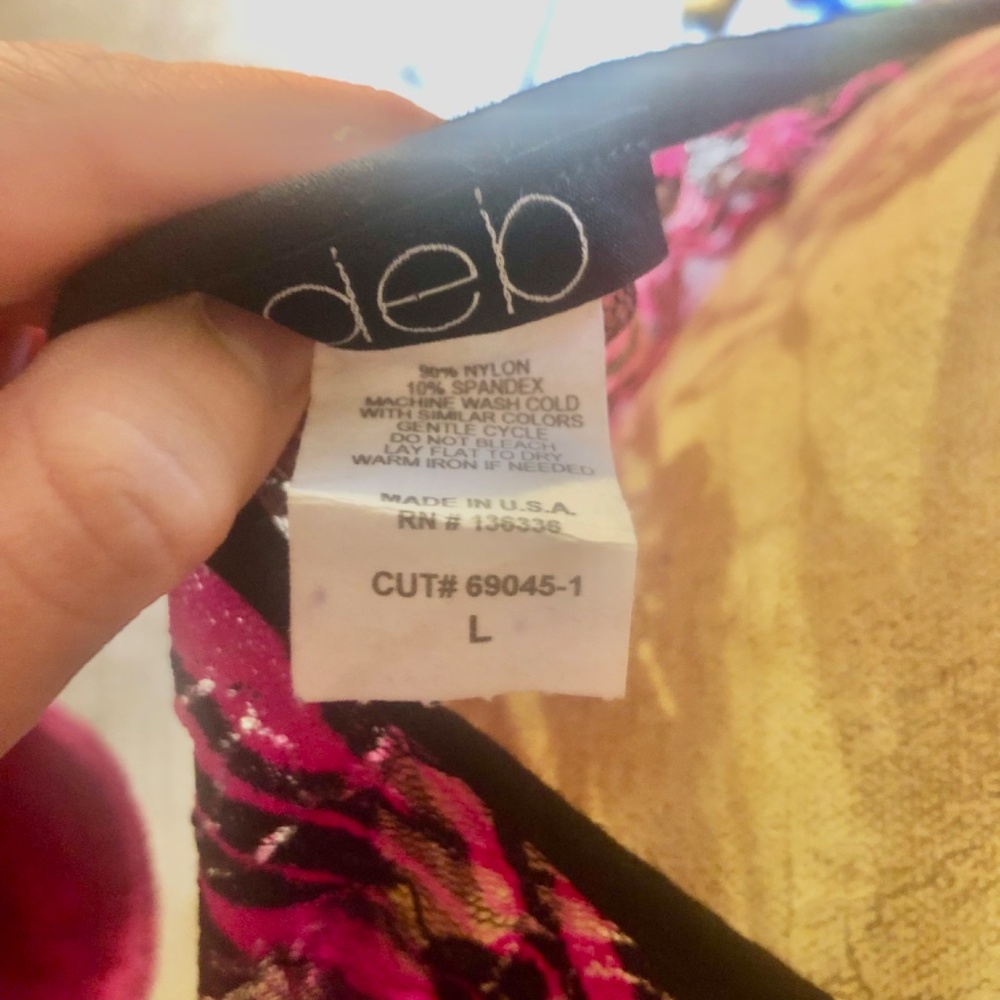 deb
90% NYLON
10% SPANDEX
MACHINE WASH COLD
WITH SIMILAR COLORS
GENTLE CYCLE
DO NOT BLEACH
LAY FLAT TO DRY
WARM IRON IF NEEDED
MADE IN U.S.A.
RN # 136336
CUT# 69045-1
L